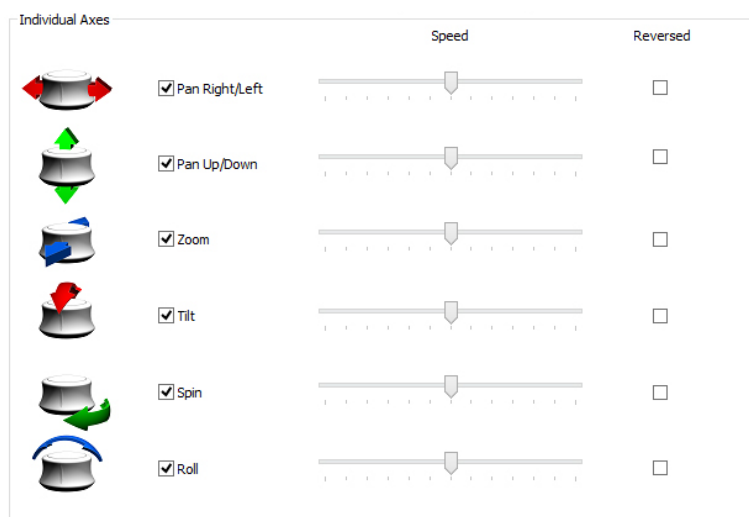 Individual Axes
Speed Reversed
Pan Right/Left
Pan Up/Down
Zoom
Tilt
Spin
Roll